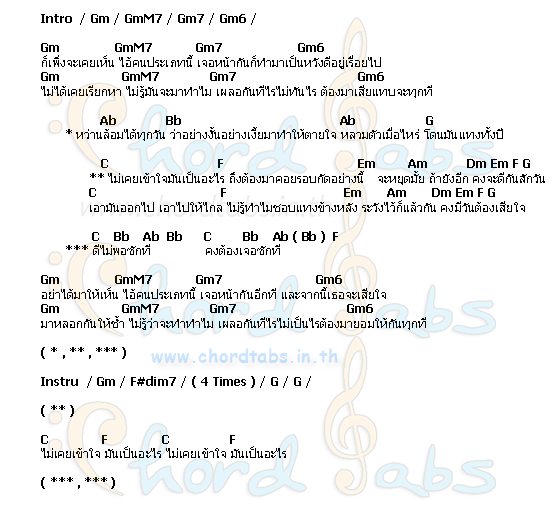 Intro / Gm / GmM7 / Gm7 / Gm6 /
Gm GmM7 Gm7 Gm6
ก็เพิ่งจะเคยเห็น ไอ้คนประเภทนี้ เจอหน้ากันก็ทำมาเป็นหวังดีอยู่เรื่อยไป
Gm GmM7 Gm7 Gm6
ไม่ได้เคยเรียกหา ไม่รู้มันจะมาทำไม เผลอกันทีไรไม่ทันไร ต้องมาเสียแทบจะทุกที
Ab Bb Ab G
* หว่านล้อมได้ทุกวัน ว่าอย่างงั้นอย่างเงี้ยมาทำให้ตายใจ หลวมตัวเมื่อไหร่ โดนมันแทงทั้งปี
C F Em Am Dm Em F G
** ไม่เคยเข้าใจมันเป็นอะไร ถึงต้องมาคอยรอบกัดอย่างนี้ จะหยุดมั้ย ถ้ายังอีก คงจะดีกันสักวัน
C F Em Am Dm Em F G
เอามันออกไป เอาไปให้ไกล ไม่รู้ทำไมชอบแทงข้างหลัง ระวังไว้ก็แล้วกัน คงมีวันต้องเสียใจ
C Bb Ab Bb C Bb Ab ( Bb ) F
*** ดีไม่พอซักที คงต้องเจอซักที
Gm GmM7 Gm7 Gm6
อย่าได้มาให้เห็น ไอ้คนประเภทนี้ เจอหน้ากันอีกที และจากนี้เธอจะเสียใจ
Gm GmM7 Gm7 Gm6
มาหลอกกันให้ช้ำ ไม่รู้ว่าจะทำทำไม เผลอกันทีไรไม่เป็นไรต้องมายอมให้กันทุกที
( * , ** , *** )
www.chordtabs.in.th
Instru / Gm / F#dim7 / ( 4 Times ) / G / G /
( ** )
C F C F
ไม่เคยเข้าใจ มันเป็นอะไร ไม่เคยเข้าใจ มันเป็นอะไร
( *** , *** )